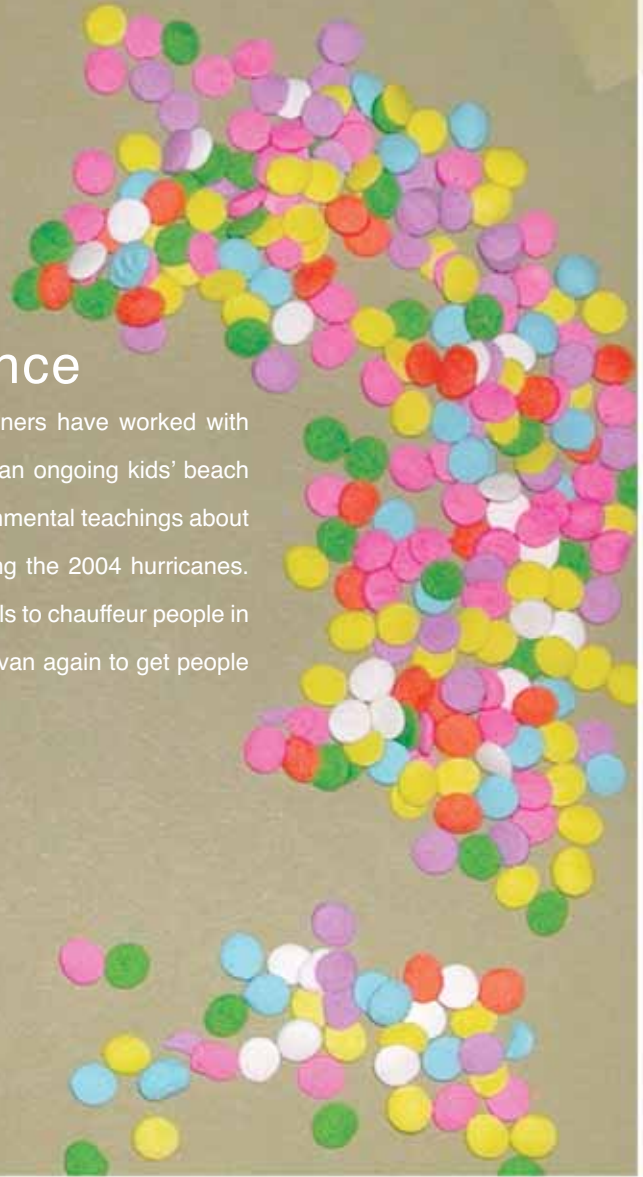 nce
ners have worked with
an ongoing kids' beach
nmental teachings about
ng the 2004 hurricanes.
ls to chauffeur people in
van again to get people